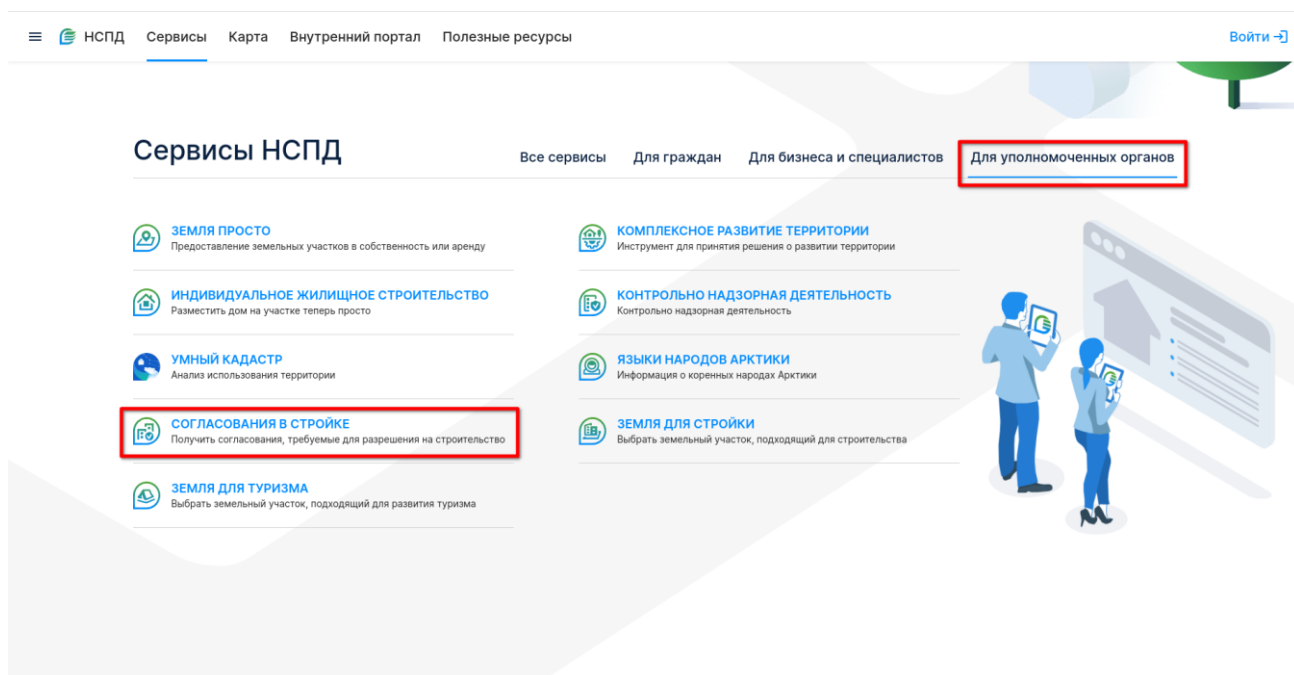 НСПД Сервисы Карта Внутренний портал Полезные ресурсы Войти
Сервисы НСПД
Все сервисы Для граждан Для бизнеса и специалистов Для уполномоченных органов
ЗЕМЛЯ ПРОСТО
Предоставление земельных участков в собственность или аренду
КОМПЛЕКСНОЕ РАЗВИТИЕ ТЕРРИТОРИИ
Инструмент для принятия решения о развитии территории
ИНДИВИДУАЛЬНОЕ ЖИЛИЩНОЕ СТРОИТЕЛЬСТВО
Разместить дом на участке теперь просто
КОНТРОЛЬНО НАДЗОРНАЯ ДЕЯТЕЛЬНОСТЬ
Контрольно надзорная деятельность
УМНЫЙ КАДАСТР
Анализ использования территории
ЯЗЫКИ НАРОДОВ АРКТИКИ
Информация о коренных народах Арктики
СОГЛАСОВАНИЯ В СТРОЙКЕ
Получить согласования, требуемые для разрешения на строительство
ЗЕМЛЯ ДЛЯ СТРОЙКИ
Выбрать земельный участок, подходящий для строительства
ЗЕМЛЯ ДЛЯ ТУРИЗМА
Выбрать земельный участок, подходящий для развития туризма